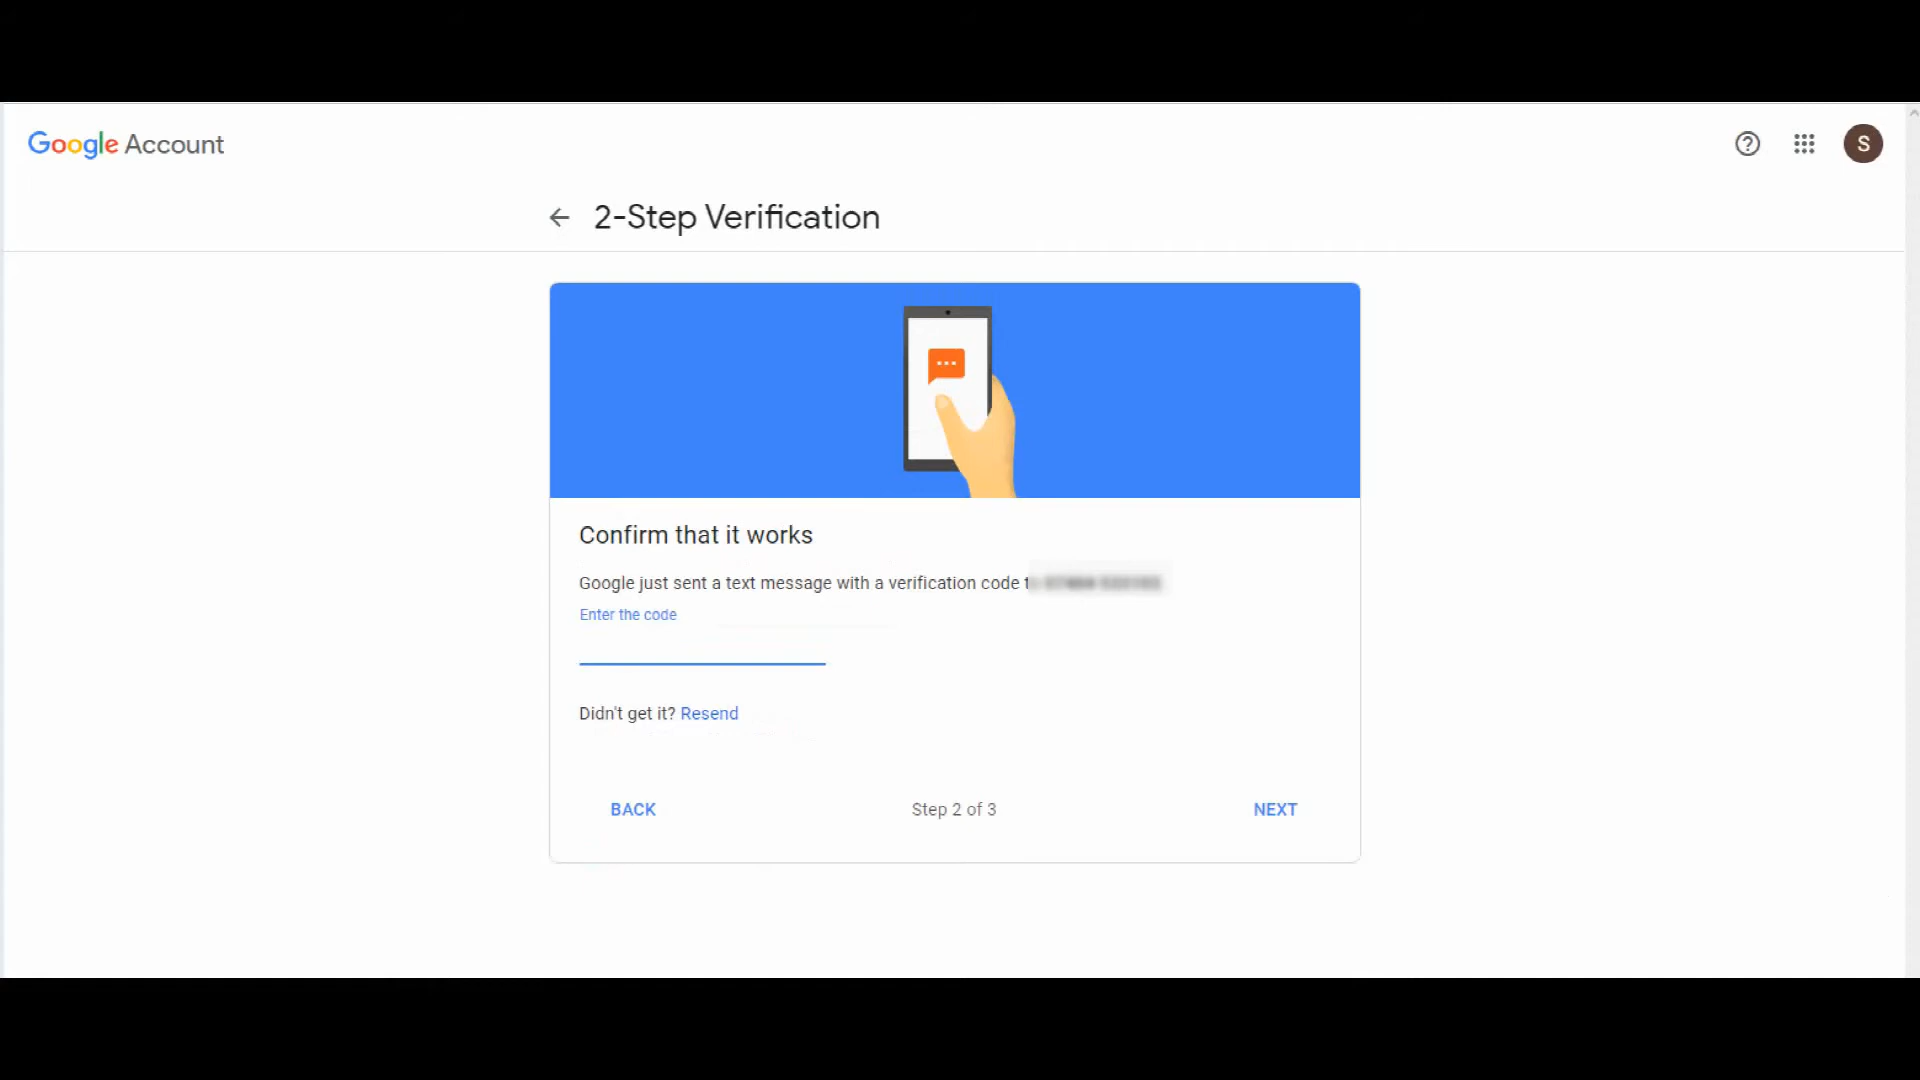 Google Account
S
2-Step Verification
Confirm that it works
Google just sent a text message with a verification code
Enter the code
Didn't get it? Resend
BACK
Step 2 of 3
NEXT